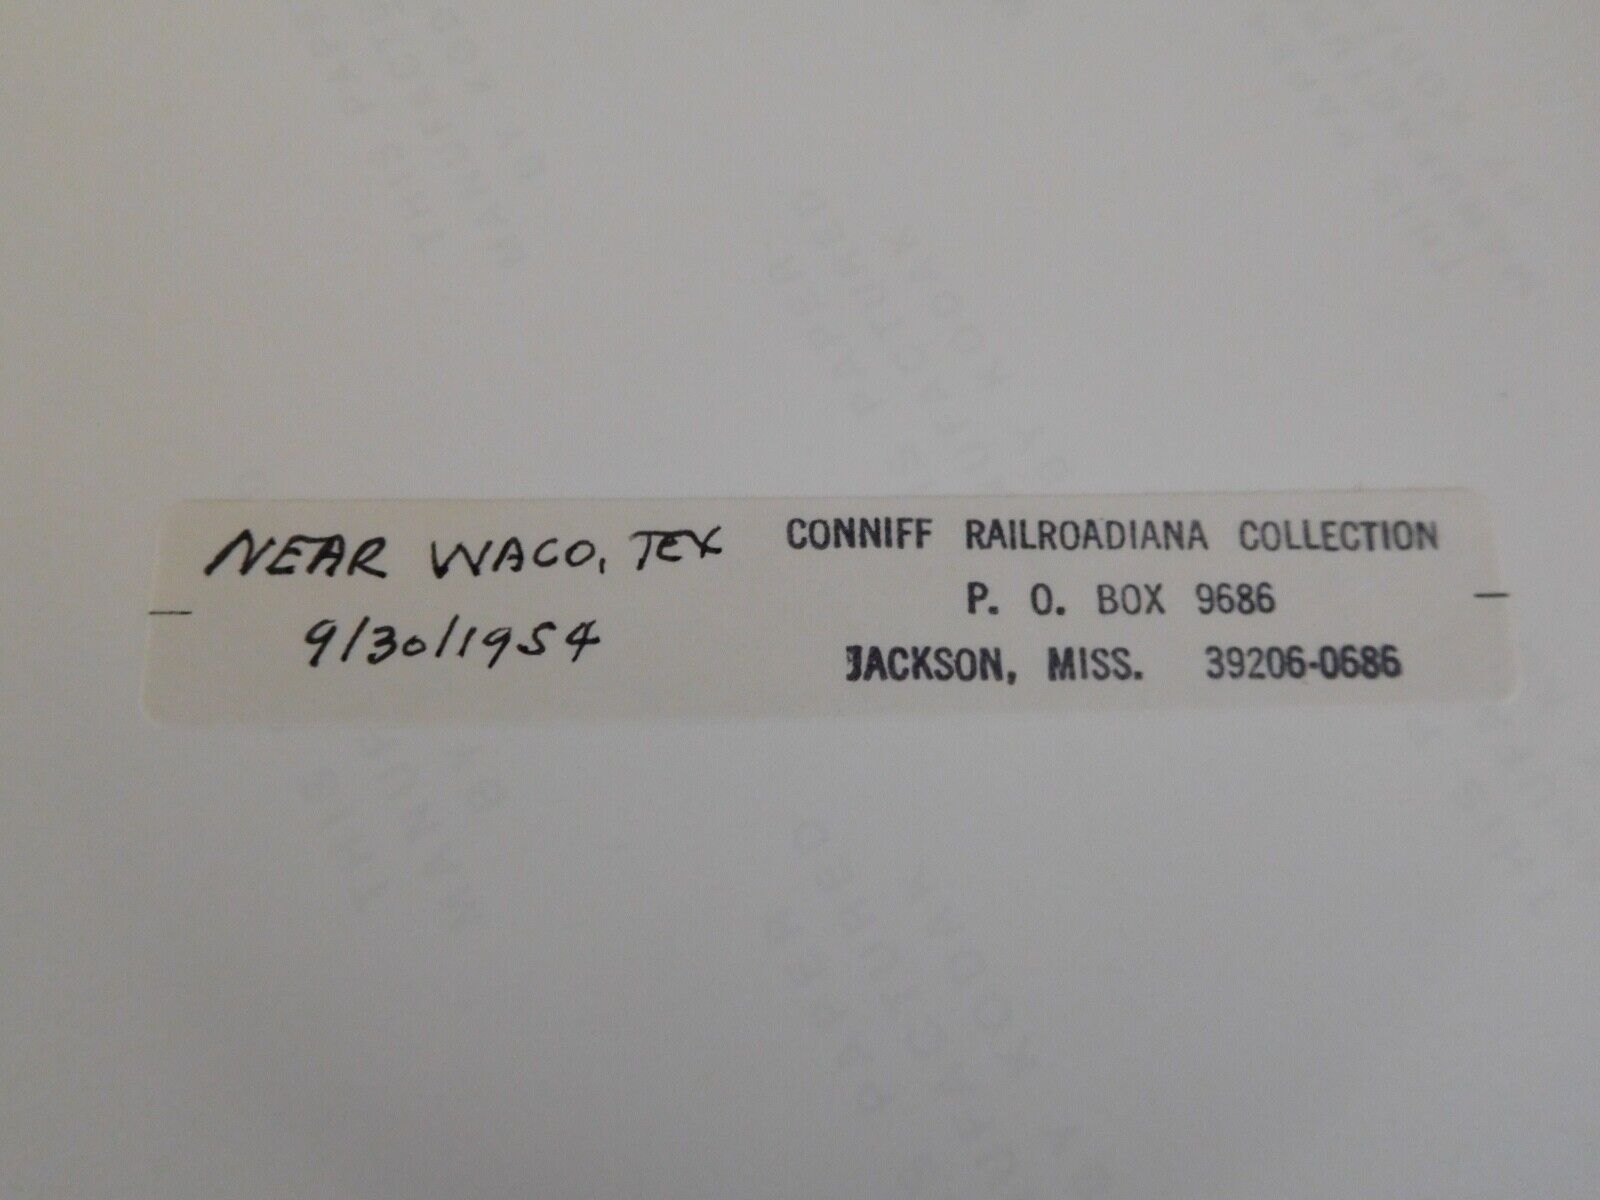 NEAR WACO, TEX
9/30/1954
CONNIFF RAILROADIANA COLLECTION
P. O. BOX 9686
JACKSON, MISS. 39206-0686